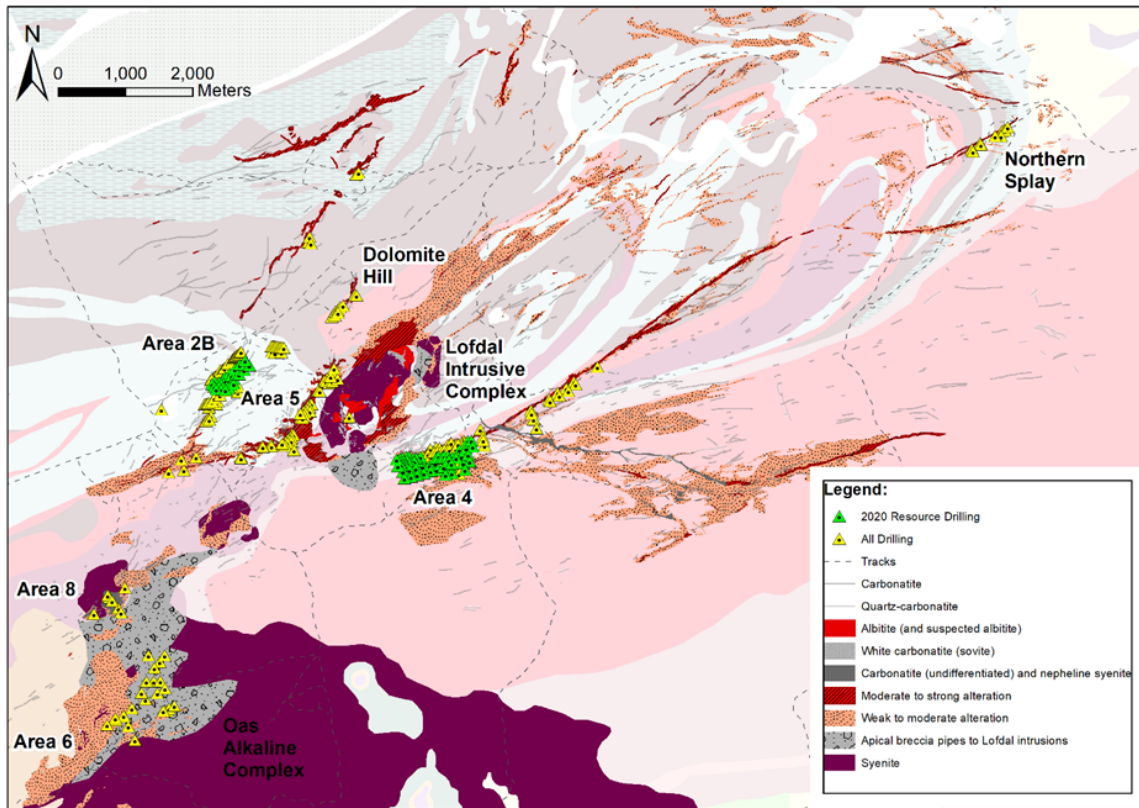 N
0 1,000 2,000
Meters
Northern
Splay
Dolomite
Hill
Area 2B
Lofdal
Intrusive
Complex
Area 5
Area 4
Area 8
Area 6
Oas
Alkaline
Complex
Legend:
2020 Resource Drilling
All Drilling
Tracks
Carbonatite
Quartz-carbonatite
Albitite (and suspected albitite)
White carbonatite (sovite)
Carbonatite (undifferentiated) and nepheline syenite
Moderate to strong alteration
Weak to moderate alteration
Apical breccia pipes to Lofdal intrusions
Syenite